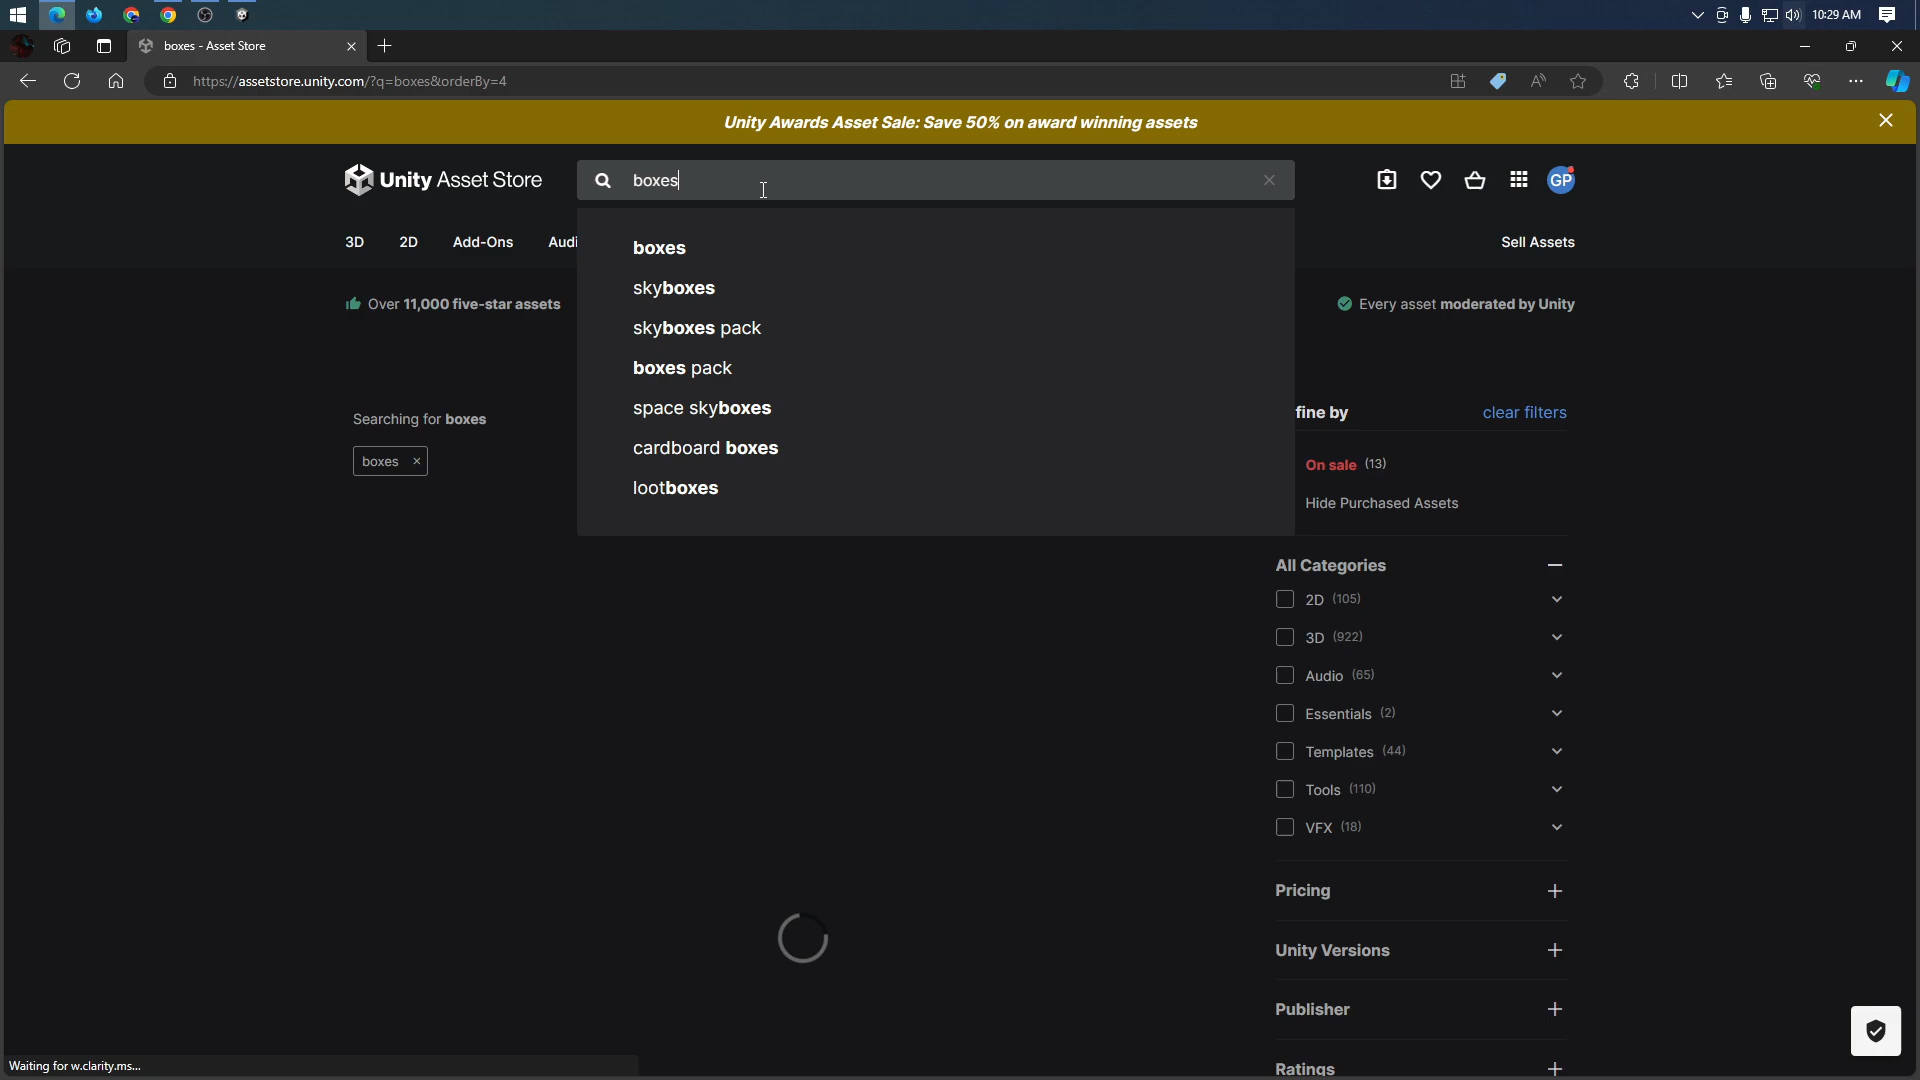 10:29 AM
boxes - Asset Store
https://assetstore.unity.com/?q=boxes&orderBy=4
Unity Awards Asset Sale: Save 50% on award winning assets
Unity Asset Store
boxes
GP
3D 2D Add-Ons Audi
Sell Assets
boxes
skyboxes
skyboxes pack
boxes pack
space skyboxes
cardboard boxes
lootboxes
Over 11,000 five-star assets
Every asset moderated by Unity
Searching for boxes
boxes ×
fine by
clear filters
On sale (13)
Hide Purchased Assets
All Categories
2D (105)
3D (922)
Audio (65)
Essentials (2)
Templates (44)
Tools (110)
VFX (18)
Pricing
Unity Versions
Publisher
Ratings
Waiting for w.clarity.ms...